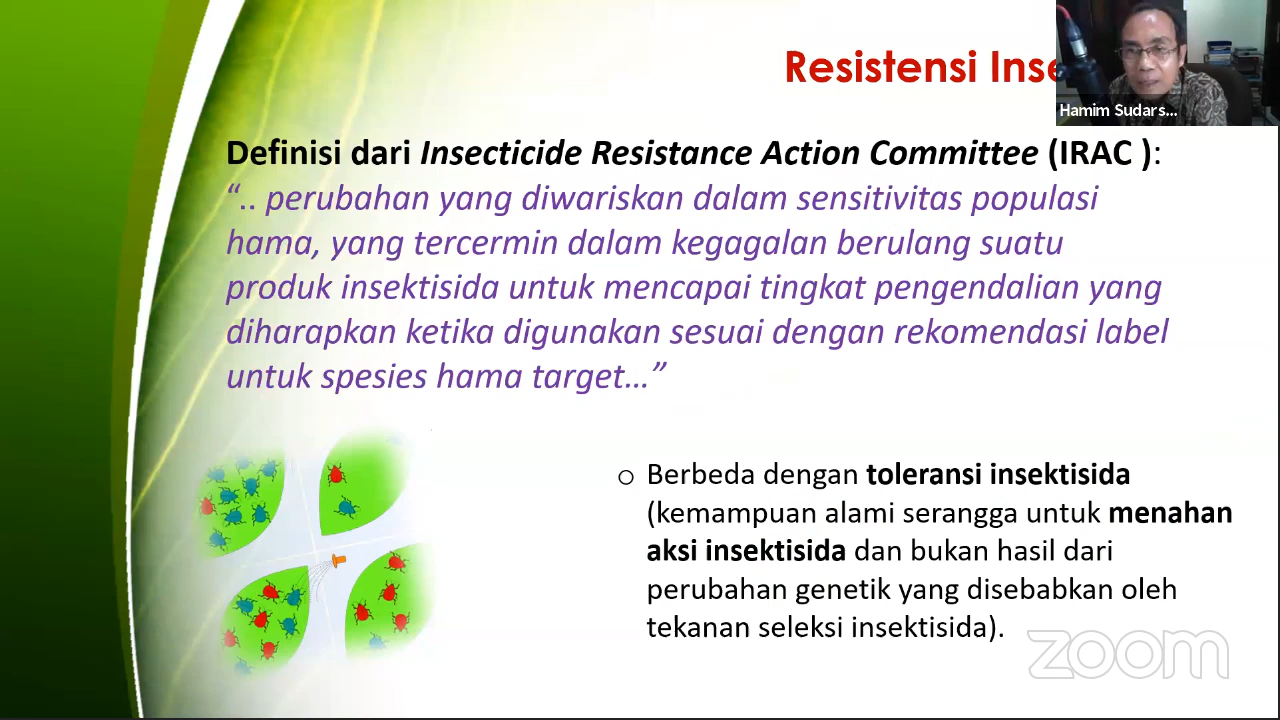 Resistensi Inse
Hamim Sudars...
Definisi dari Insecticide Resistance Action Committee (IRAC ):
“.. perubahan yang diwariskan dalam sensitivitas populasi
hama, yang tercermin dalam kegagalan berulang suatu
produk insektisida untuk mencapai tingkat pengendalian yang
diharapkan ketika digunakan sesuai dengan rekomendasi label
untuk spesies hama target…”
o Berbeda dengan toleransi insektisida
(kemampuan alami serangga untuk menahan
aksi insektisida dan bukan hasil dari
perubahan genetik yang disebabkan oleh
tekanan seleksi insektisida).
zoom